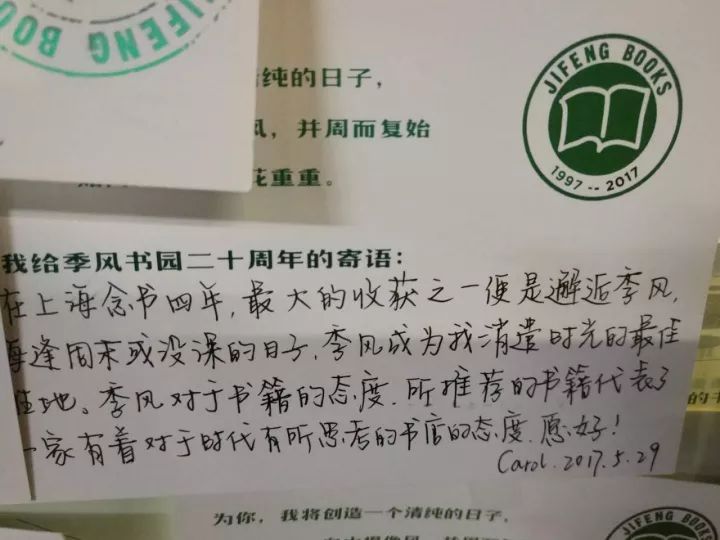 JIFENG BOO
纯的日子，
风，并周而复始
花重重。
JIFENG BOOKS
1997 -- 2017
我给季风书园二十周年的寄语：
在上海念书四年，最大的收获之一便是邂逅季风，
每逢周末或没课的日子，季风成为我消遣时光的最佳
佳地。季风对于书籍的态度、所推荐的书籍代表了
一家有着对于时代有所思考的书店的态度，愿好！
Carol. 2017.5.29
的书
为你，我将创造一个清纯的日子，
JIFENG BOOKS